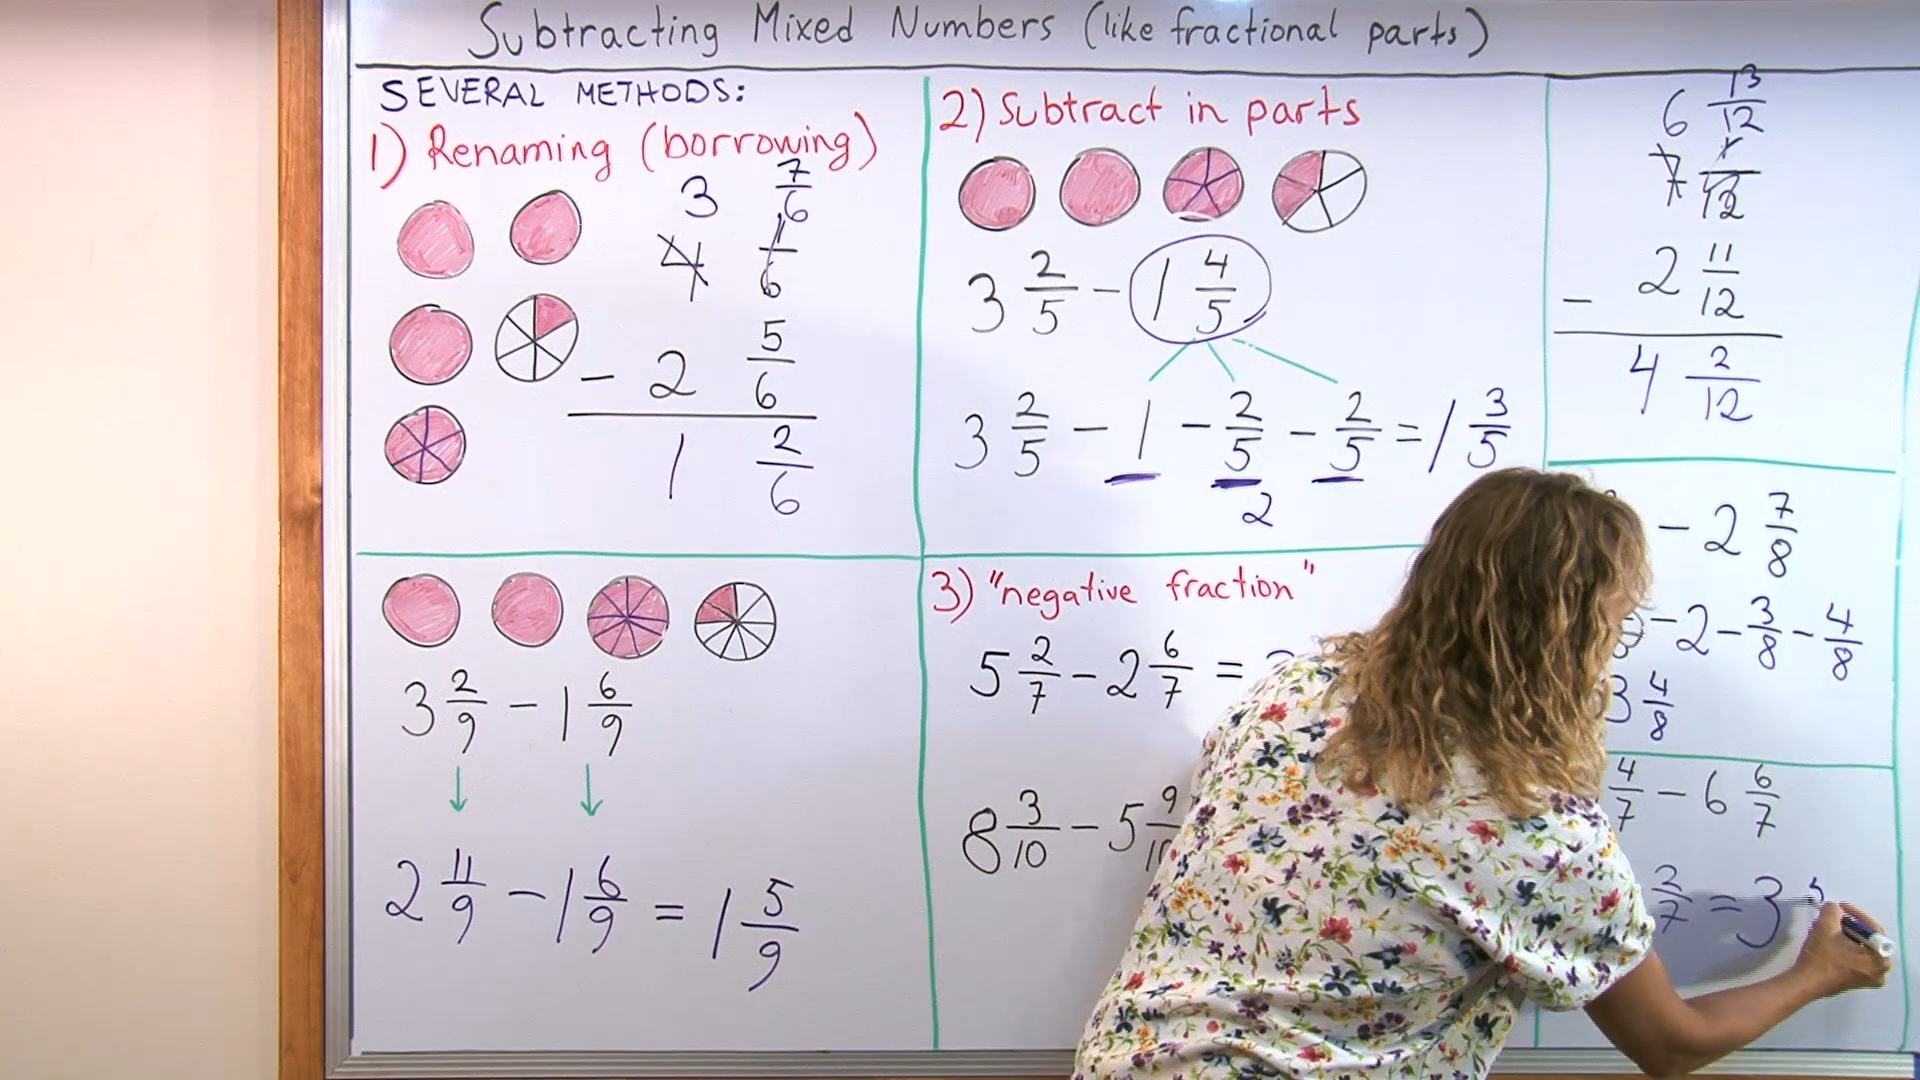 Subtracting Mixed Numbers (like fractional parts)
SEVERAL METHODS:
1) Renaming (borrowing)
3 7/6
4 1/6
- 2 5/6
1 2/6
3 2/9 - 1 6/9
2 11/9 - 1 6/9 = 1 5/9
2) Subtract in parts
3 2/5 - 1 4/5
3 2/5 - 1 - 2/5 - 2/5 = 1 3/5
2
3) "negative fraction"
5 2/7 - 2 6/7 =
8 3/10 - 5 9/10
6 13/12
7 1/12
- 2 11/12
4 2/12
- 2 7/8
- 2 - 3/8 - 4/8
3 4/8
4/7 - 6 6/7
2/7 = 3